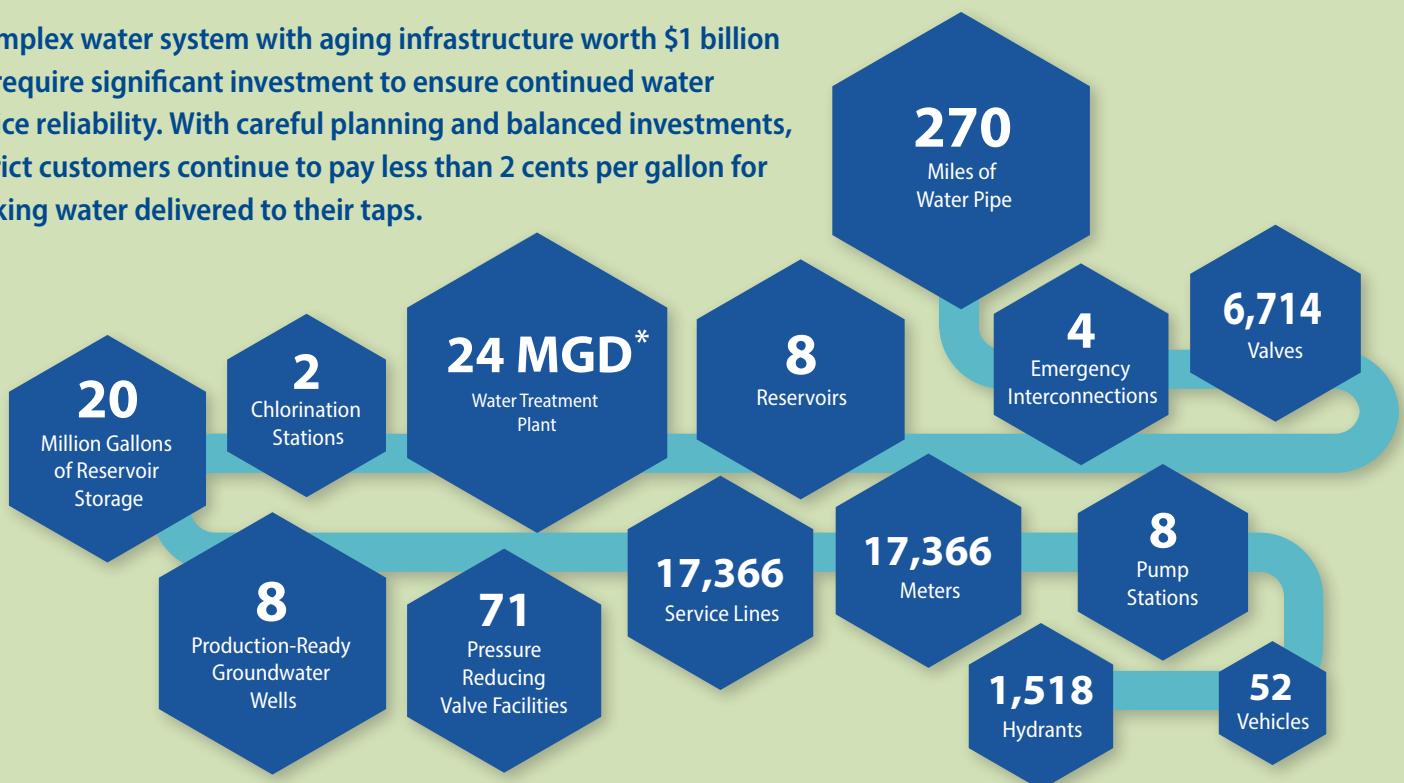 mplex water system with aging infrastructure worth $1 billion
require significant investment to ensure continued water
ice reliability. With careful planning and balanced investments,
rict customers continue to pay less than 2 cents per gallon for
king water delivered to their taps.
270
Miles of
Water Pipe
4
Emergency
Interconnections
6,714
Valves
8
Reservoirs
24 MGD*
Water Treatment
Plant
2
Chlorination
Stations
20
Million Gallons
of Reservoir
Storage
8
Production-Ready
Groundwater
Wells
71
Pressure
Reducing
Valve Facilities
17,366
Service Lines
17,366
Meters
8
Pump
Stations
52
Vehicles
1,518
Hydrants